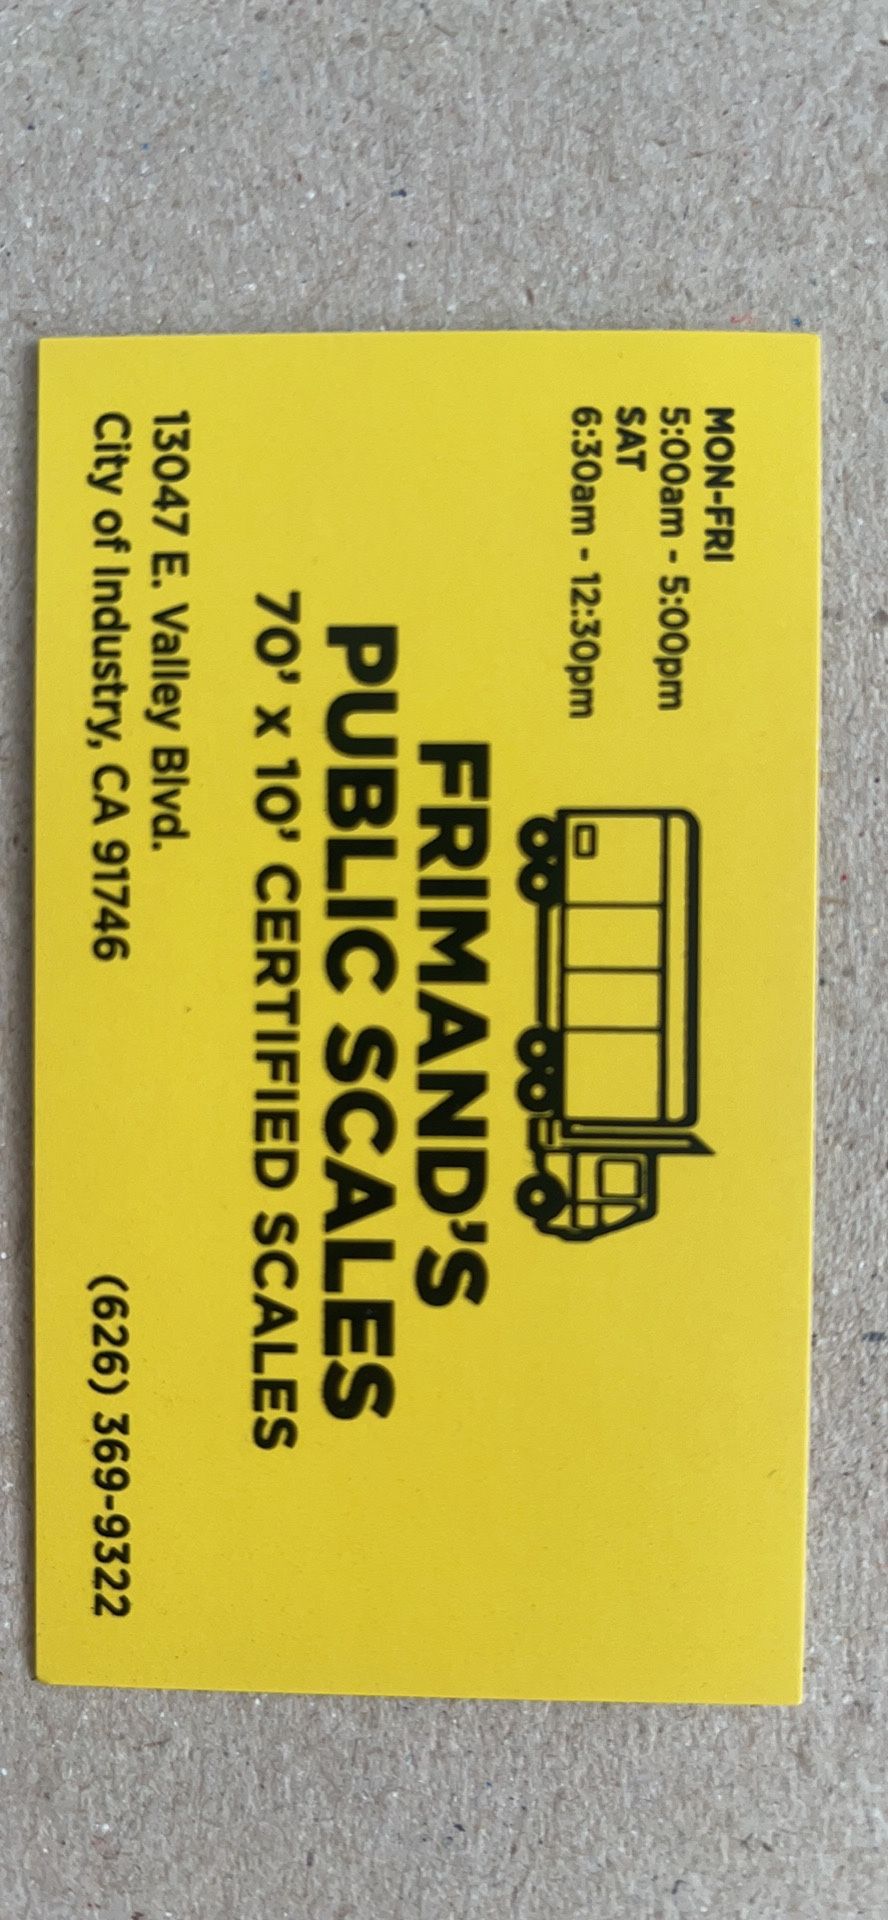 MON-FRI
5:00am - 5:00pm
SAT
6:30am - 12:30pm
FRIMAND'S
PUBLIC SCALES
70' x 10' CERTIFIED SCALES
13047 E. Valley Blvd.
City of Industry, CA 91746
(626) 369-9322